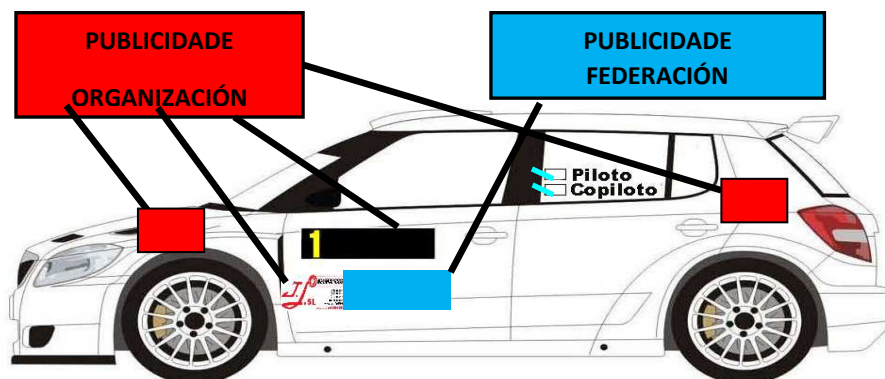 PUBLICIDADE
ORGANIZACIÓN
PUBLICIDADE
FEDERACIÓN
Piloto
Copiloto
1